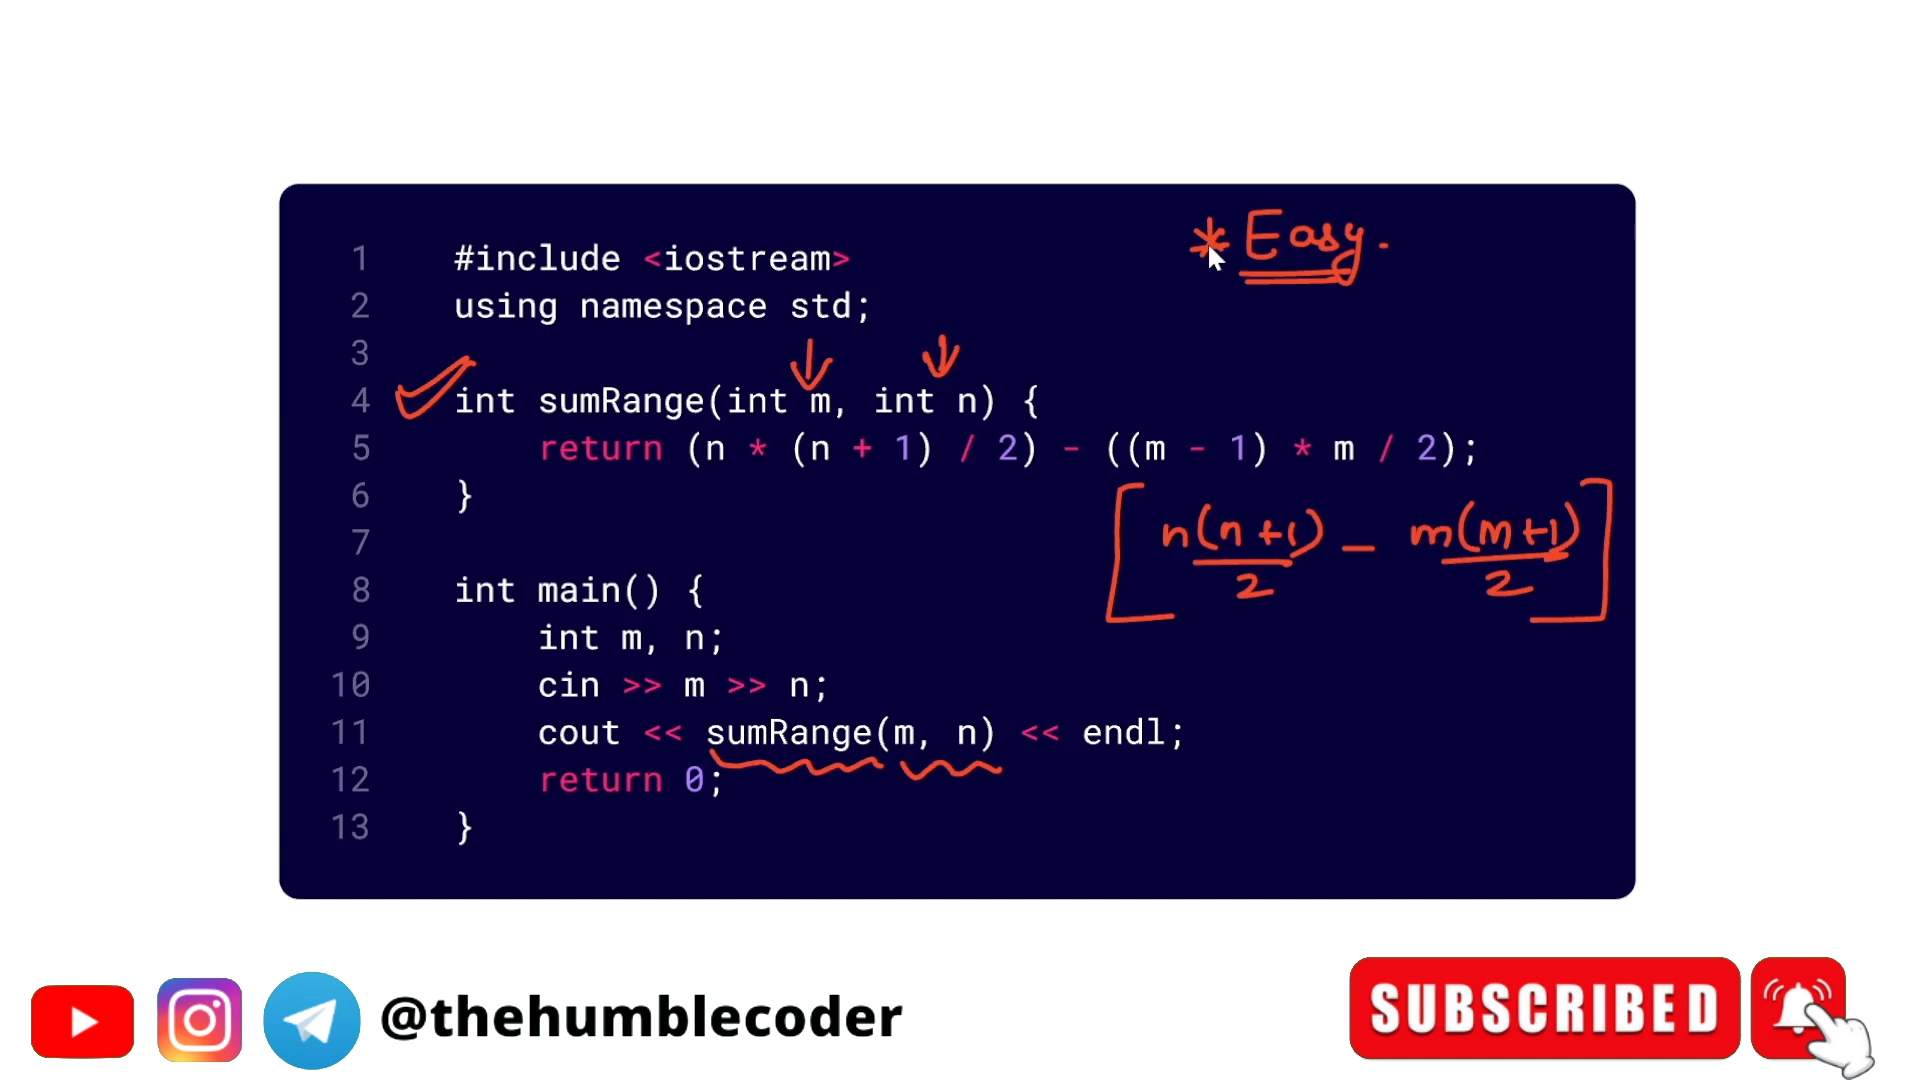 * Easy.
1 #include <iostream>
2 using namespace std;
3
4 int sumRange(int m, int n) {
5 return (n * (n + 1) / 2) - ((m - 1) * m / 2);
6 }
[n(n+1)/2 - m(m+1)/2]
7
8 int main() {
9 int m, n;
10 cin >> m >> n;
11 cout << sumRange(m, n) << endl;
12 return 0;
13 }
@thehumblecoder
SUBSCRIBED